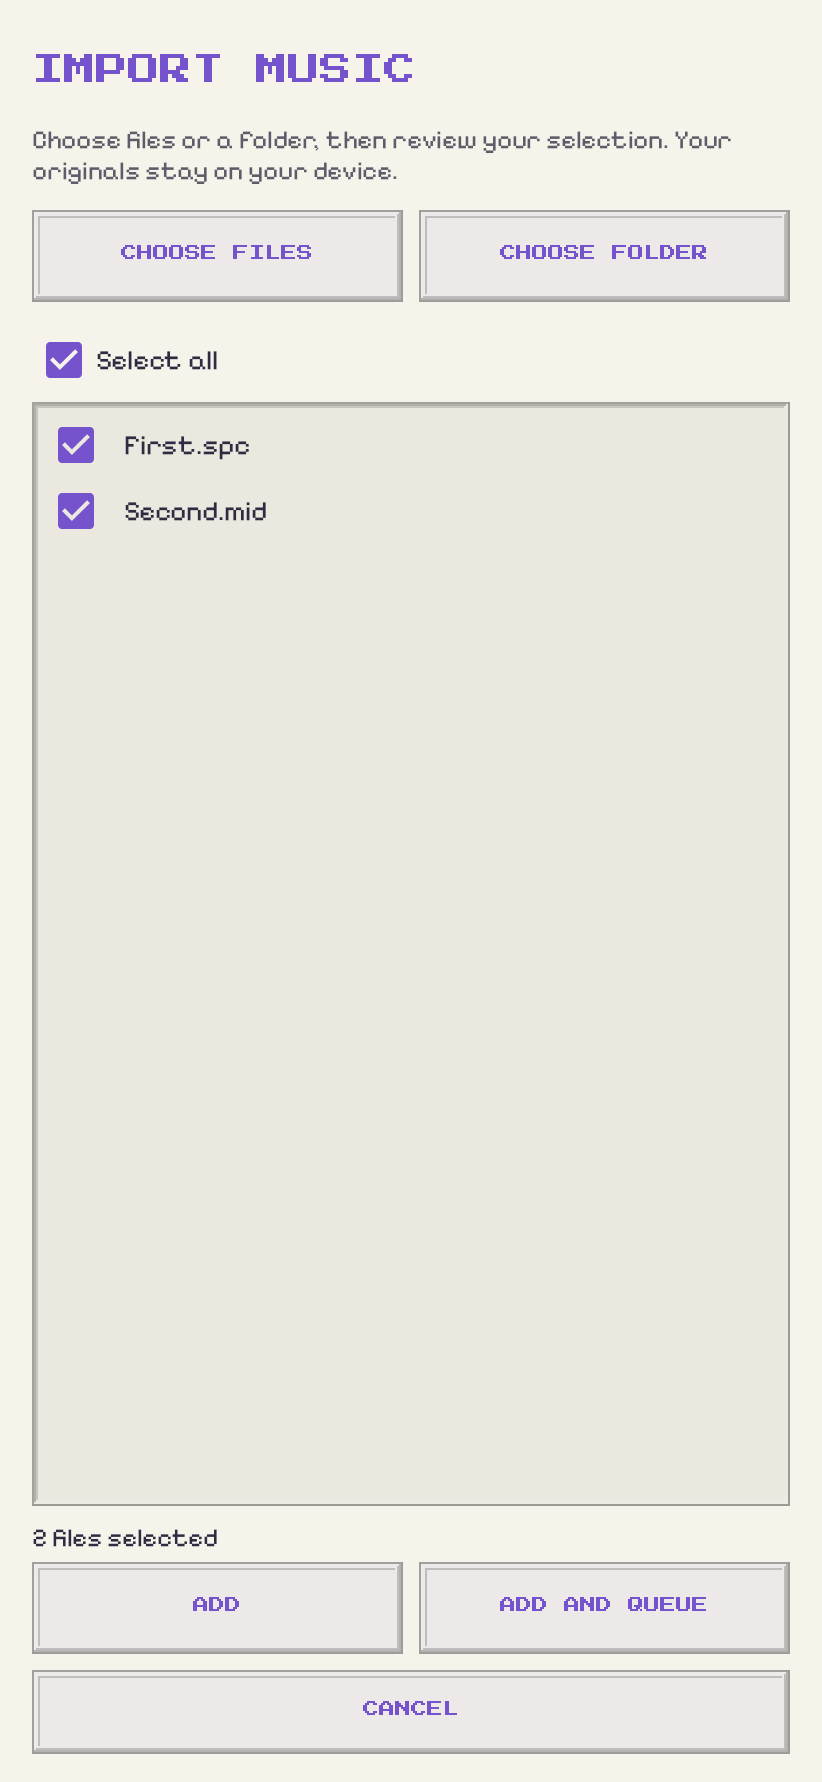 IMPORT MUSIC
Choose files or a folder, then review your selection. Your
originals stay on your device.
CHOOSE FILES
CHOOSE FOLDER
Select all
First.spc
Second.mid
2 files selected
ADD
ADD AND QUEUE
CANCEL